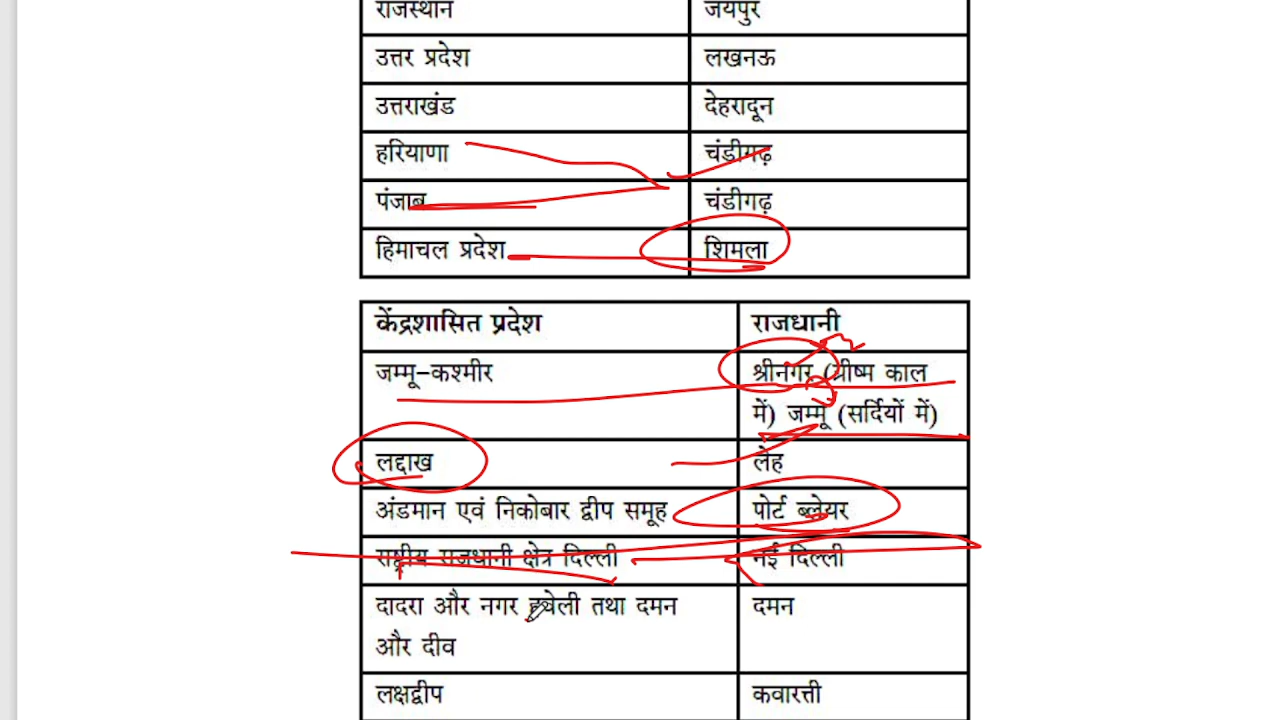 राजस्थान जयपुर
उत्तर प्रदेश लखनऊ
उत्तराखंड देहरादून
हरियाणा चंडीगढ़
पंजाब चंडीगढ़
हिमाचल प्रदेश शिमला
केंद्रशासित प्रदेश राजधानी
जम्मू-कश्मीर श्रीनगर (ग्रीष्म काल
में) जम्मू (सर्दियों में)
लद्दाख लेह
अंडमान एवं निकोबार द्वीप समूह पोर्ट ब्लेयर
राष्ट्रीय राजधानी क्षेत्र दिल्ली नई दिल्ली
दादरा और नगर हवेली तथा दमन दमन
और दीव
लक्षद्वीप कवारत्ती